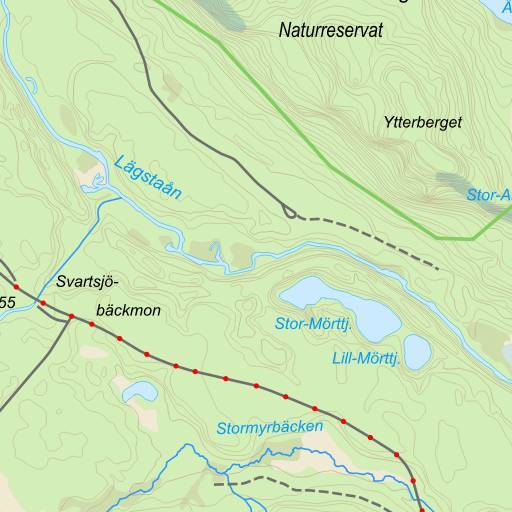 Naturreservat
Ytterberget
Lägstaån
Stor-A
Svartsjö-
bäckmon
55
Stor-Mörttj.
Lill-Mörttj.
Stormyrbäcken